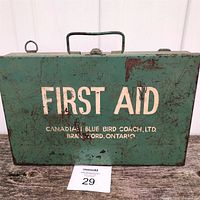 FIRST AID
CANADIAN BLUE BIRD COACH, LTD.
BRANTFORD, ONTARIO
29